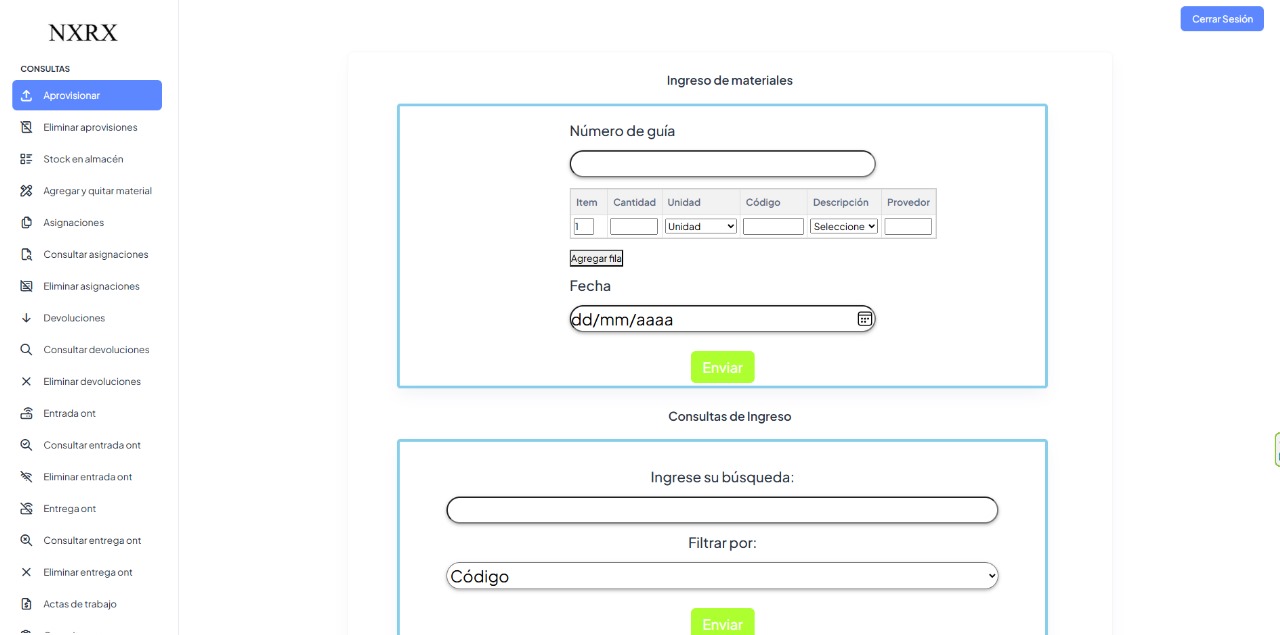 NXRX
Cerrar Sesión
CONSULTAS
Aprovisionar
Eliminar aprovisiones
Stock en almacén
Agregar y quitar material
Asignaciones
Consultar asignaciones
Eliminar asignaciones
Devoluciones
Consultar devoluciones
Eliminar devoluciones
Entrada ont
Consultar entrada ont
Eliminar entrada ont
Entrega ont
Consultar entrega ont
Eliminar entrega ont
Actas de trabajo
Ingreso de materiales
Número de guía
Item Cantidad Unidad Código Descripción Provedor
1 Unidad Seleccione
Agregar fila
Fecha
dd/mm/aaaa
Enviar
Consultas de Ingreso
Ingrese su búsqueda:
Filtrar por:
Código
Enviar